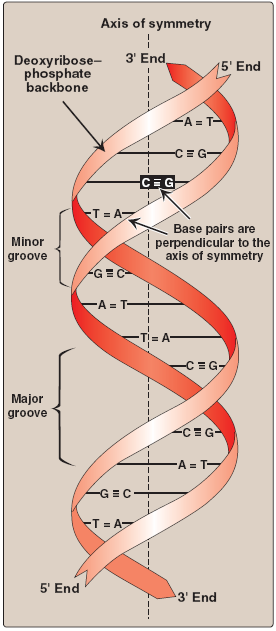 Axis of symmetry
3' End
5' End
Deoxyribose–
phosphate
backbone
A = T
C ≡ G
C ≡ G
T = A
Base pairs are
perpendicular to the
axis of symmetry
Minor
groove
G ≡ C
A = T
T = A
C ≡ G
Major
groove
C ≡ G
A = T
G ≡ C
T = A
5' End
3' End